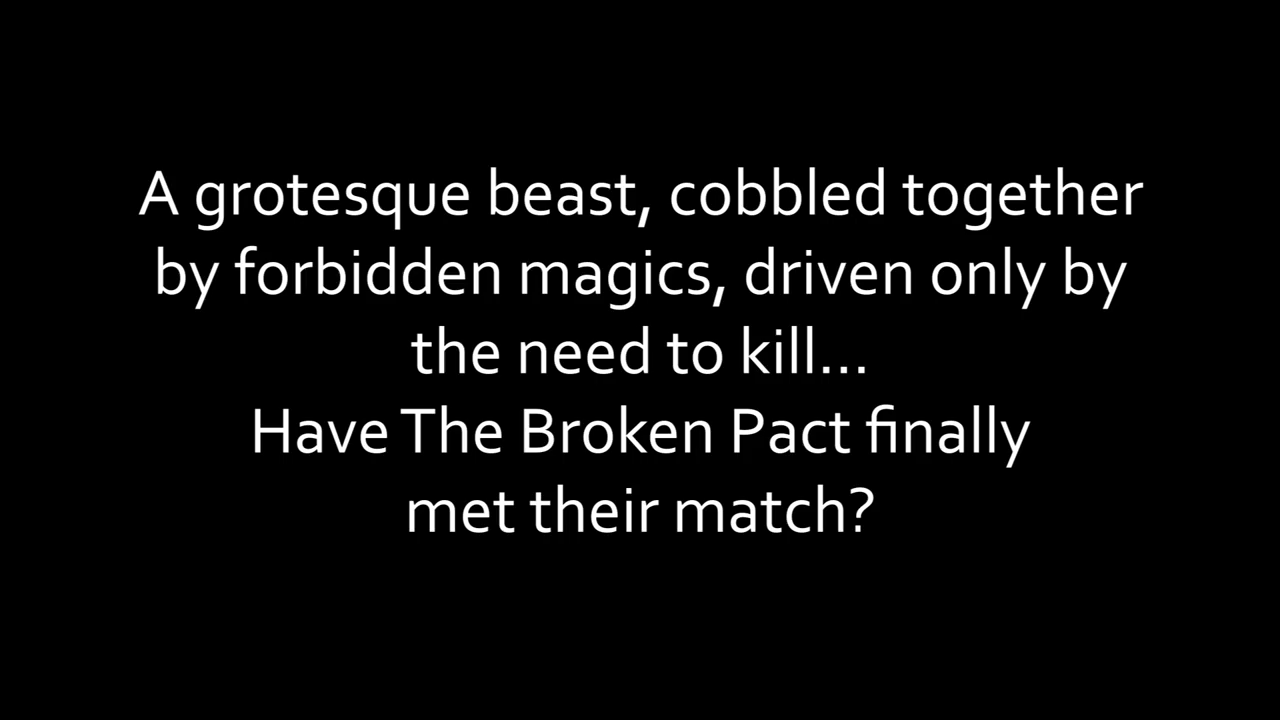 A grotesque beast, cobbled together
by forbidden magics, driven only by
the need to kill...
Have The Broken Pact finally
met their match?